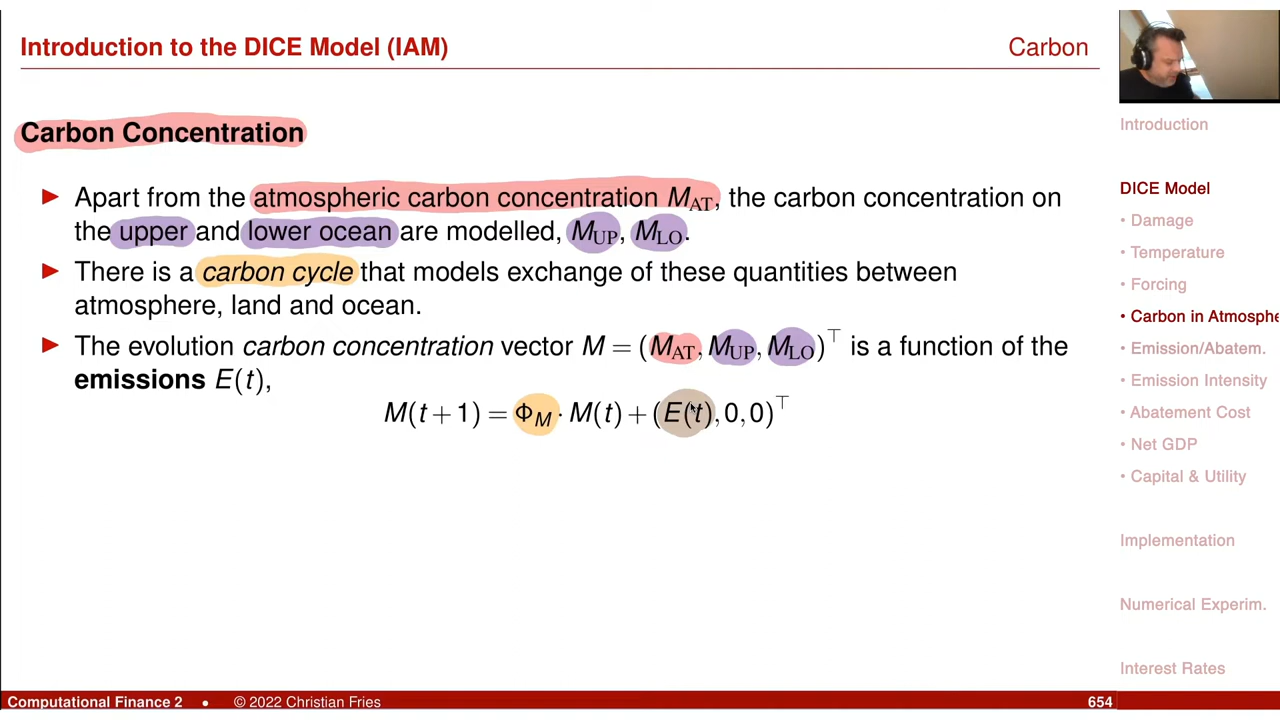 Introduction to the DICE Model (IAM)
Carbon
Carbon Concentration
▶ Apart from the atmospheric carbon concentration M_AT, the carbon concentration on
the upper and lower ocean are modelled, M_UP, M_LO.
▶ There is a carbon cycle that models exchange of these quantities between
atmosphere, land and ocean.
▶ The evolution carbon concentration vector M = (M_AT, M_UP, M_LO)^⊤ is a function of the
emissions E(t),
M(t+1) = Φ_M · M(t) + (E(t), 0, 0)^⊤
Introduction
DICE Model
• Damage
• Temperature
• Forcing
• Carbon in Atmosphe
• Emission/Abatem.
• Emission Intensity
• Abatement Cost
• Net GDP
• Capital & Utility
Implementation
Numerical Experim.
Interest Rates
Computational Finance 2 • © 2022 Christian Fries
654